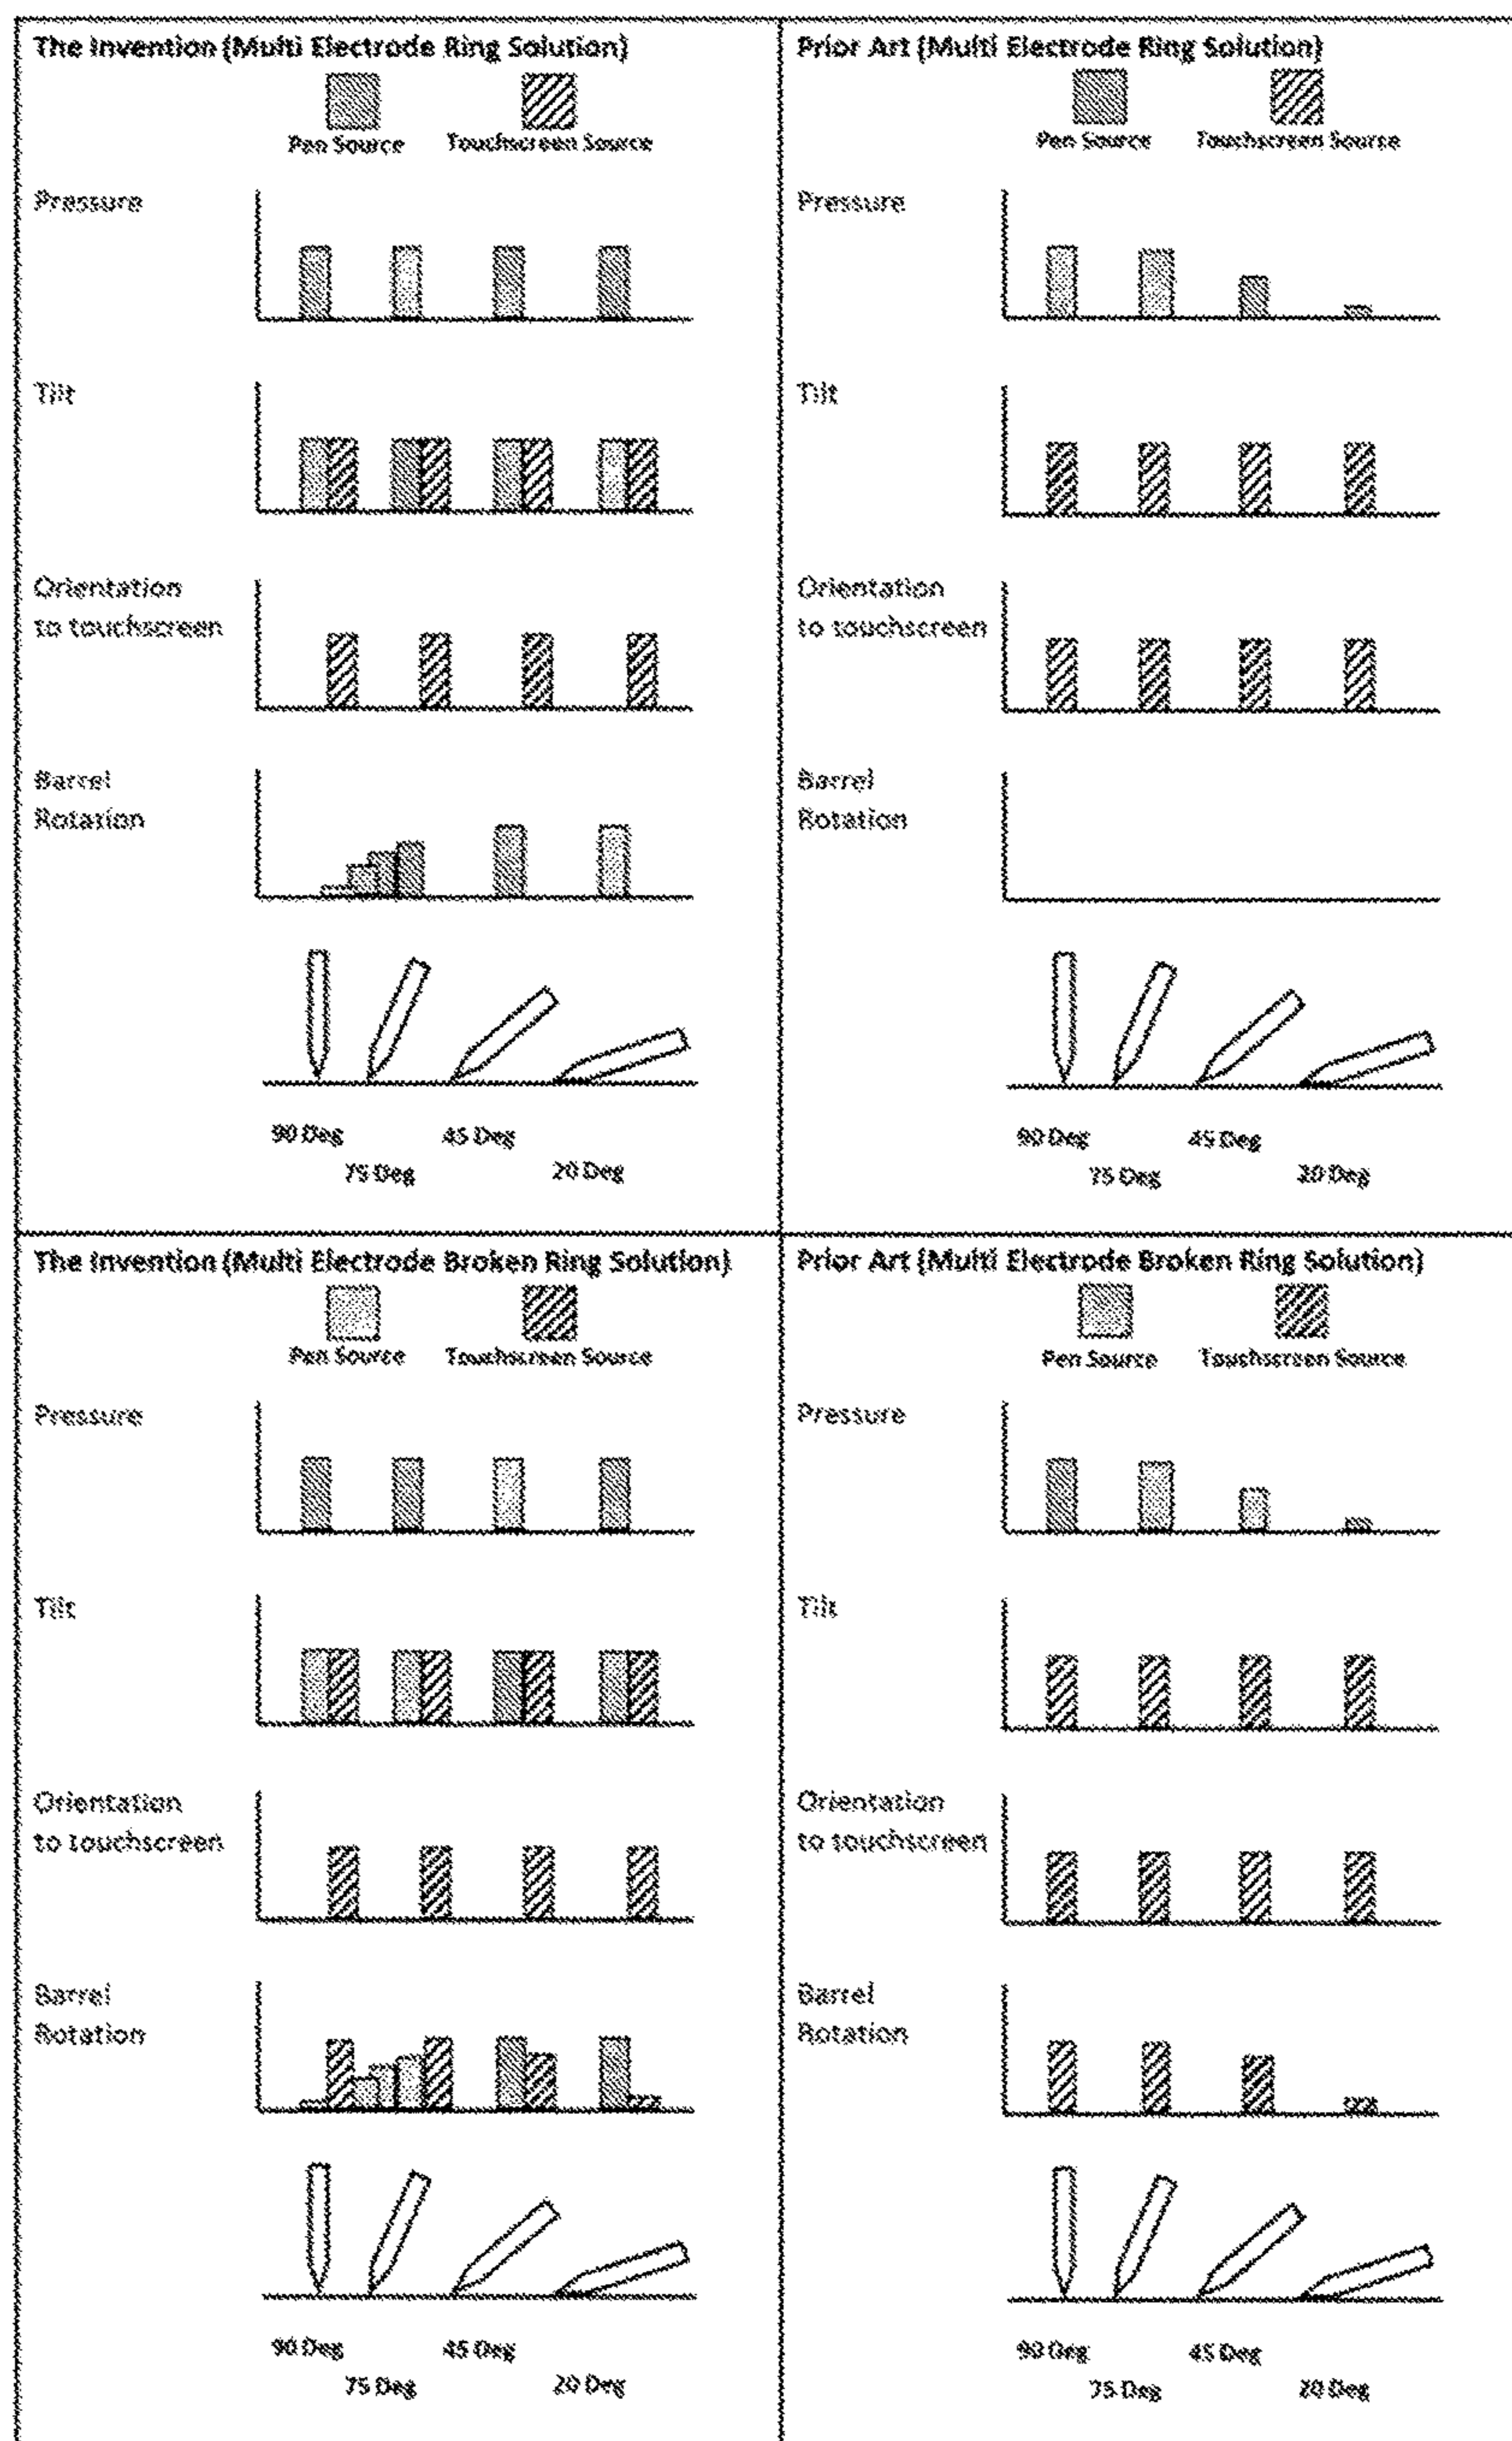 The Invention (Multi Electrode Ring Solution)
Pen Source
Touchscreen Source
Pressure
Tilt
Orientation
to touchscreen
Barrel
Rotation
90 Deg
45 Deg
75 Deg
20 Deg
Prior Art (Multi Electrode Ring Solution)
Pen Source
Touchscreen Source
Pressure
Tilt
Orientation
to touchscreen
Barrel
Rotation
90 Deg
45 Deg
75 Deg
20 Deg
The Invention (Multi Electrode Broken Ring Solution)
Pen Source
Touchscreen Source
Pressure
Tilt
Orientation
to touchscreen
Barrel
Rotation
90 Deg
45 Deg
75 Deg
20 Deg
Prior Art (Multi Electrode Broken Ring Solution)
Pen Source
Touchscreen Source
Pressure
Tilt
Orientation
to touchscreen
Barrel
Rotation
90 Deg
45 Deg
75 Deg
20 Deg